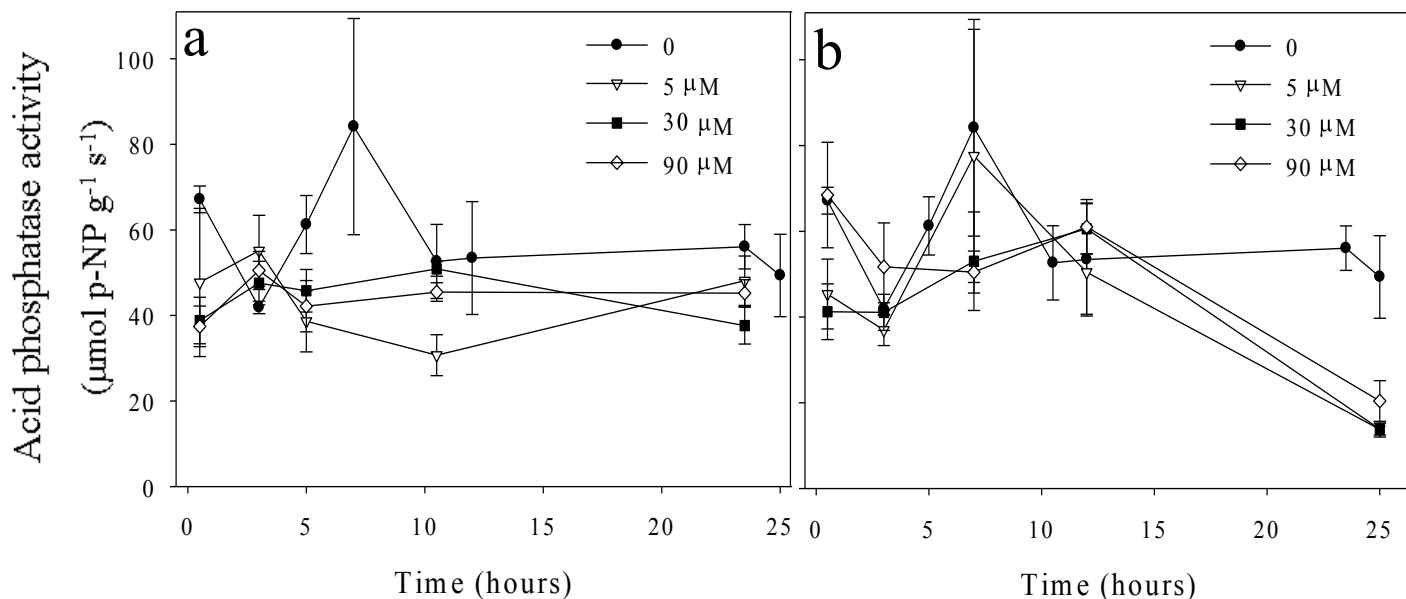 Acid phosphatase activity
(μmol p-NP g⁻¹ s⁻¹)
a
0
5 μM
30 μM
90 μM
b
0
5 μM
30 μM
90 μM
100
80
60
40
20
0
0 5 10 15 20 25
0 5 10 15 20 25
Time (hours)
Time (hours)